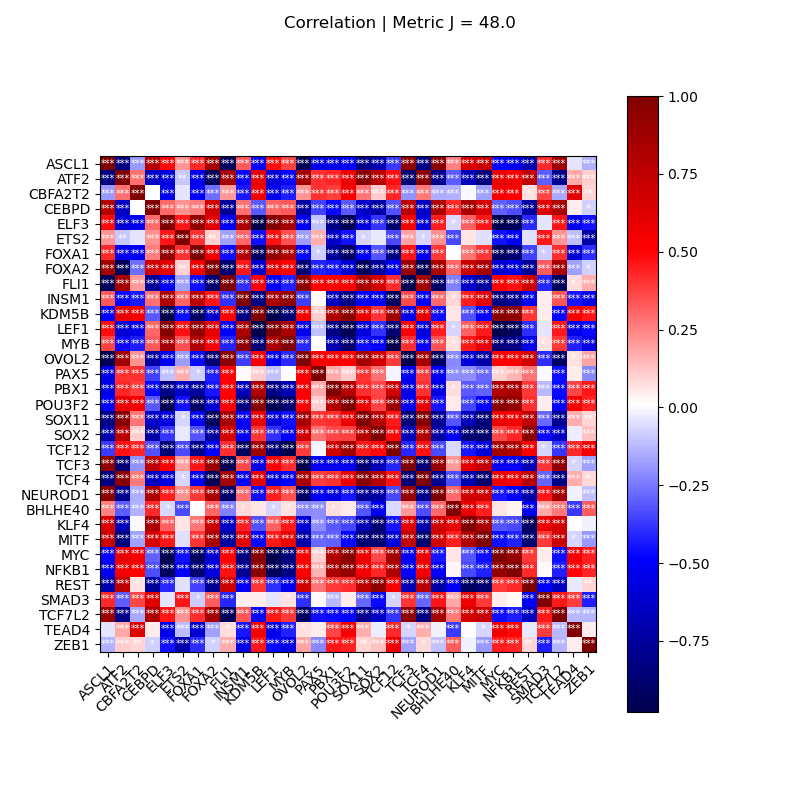 Correlation | Metric J = 48.0
ASCL1
ATF2
CBFA2T2
CEBPD
ELF3
ETS2
FOXA1
FOXA2
FLI1
INSM1
KDM5B
LEF1
MYB
OVOL2
PAX5
PBX1
POU3F2
SOX11
SOX2
TCF12
TCF3
TCF4
NEUROD1
BHLHE40
KLF4
MITF
MYC
NFKB1
REST
SMAD3
TCF7L2
TEAD4
ZEB1
ASCL1
ATF2
CBFA2T2
CEBPD
ELF3
ETS2
FOXA1
FOXA2
FLI1
INSM1
KDM5B
LEF1
MYB
OVOL2
PAX5
PBX1
POU3F2
SOX11
SOX2
TCF12
TCF3
TCF4
NEUROD1
BHLHE40
KLF4
MITF
MYC
NFKB1
REST
SMAD3
TCF7L2
TEAD4
ZEB1
1.00
0.75
0.50
0.25
0.00
−0.25
−0.50
−0.75